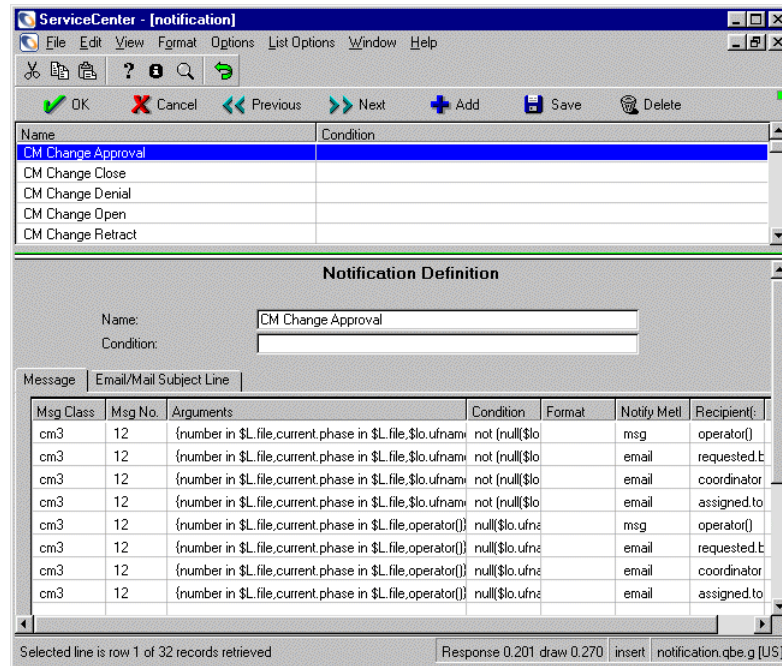 ServiceCenter - [notification]
File Edit View Format Options List Options Window Help
OK Cancel Previous Next Add Save Delete
Name Condition
CM Change Approval
CM Change Close
CM Change Denial
CM Change Open
CM Change Retract
Notification Definition
Name: CM Change Approval
Condition:
Message Email/Mail Subject Line
Msg Class Msg No. Arguments Condition Format Notify Metl Recipient(:
cm3 12 {number in $L.file,current.phase in $L.file,$lo.ufnam not (null($lo msg operator()
cm3 12 {number in $L.file,current.phase in $L.file,$lo.ufnam not (null($lo email requested.b
cm3 12 {number in $L.file,current.phase in $L.file,$lo.ufnam not (null($lo email coordinator
cm3 12 {number in $L.file,current.phase in $L.file,$lo.ufnam not (null($lo email assigned.to
cm3 12 {number in $L.file,current.phase in $L.file,operator()} null($lo.ufna msg operator()
cm3 12 {number in $L.file,current.phase in $L.file,operator()} null($lo.ufna email requested.b
cm3 12 {number in $L.file,current.phase in $L.file,operator()} null($lo.ufna email coordinator
cm3 12 {number in $L.file,current.phase in $L.file,operator()} null($lo.ufna email assigned.to
Selected line is row 1 of 32 records retrieved Response 0.201 draw 0.270 insert notification.qbe.g [US]